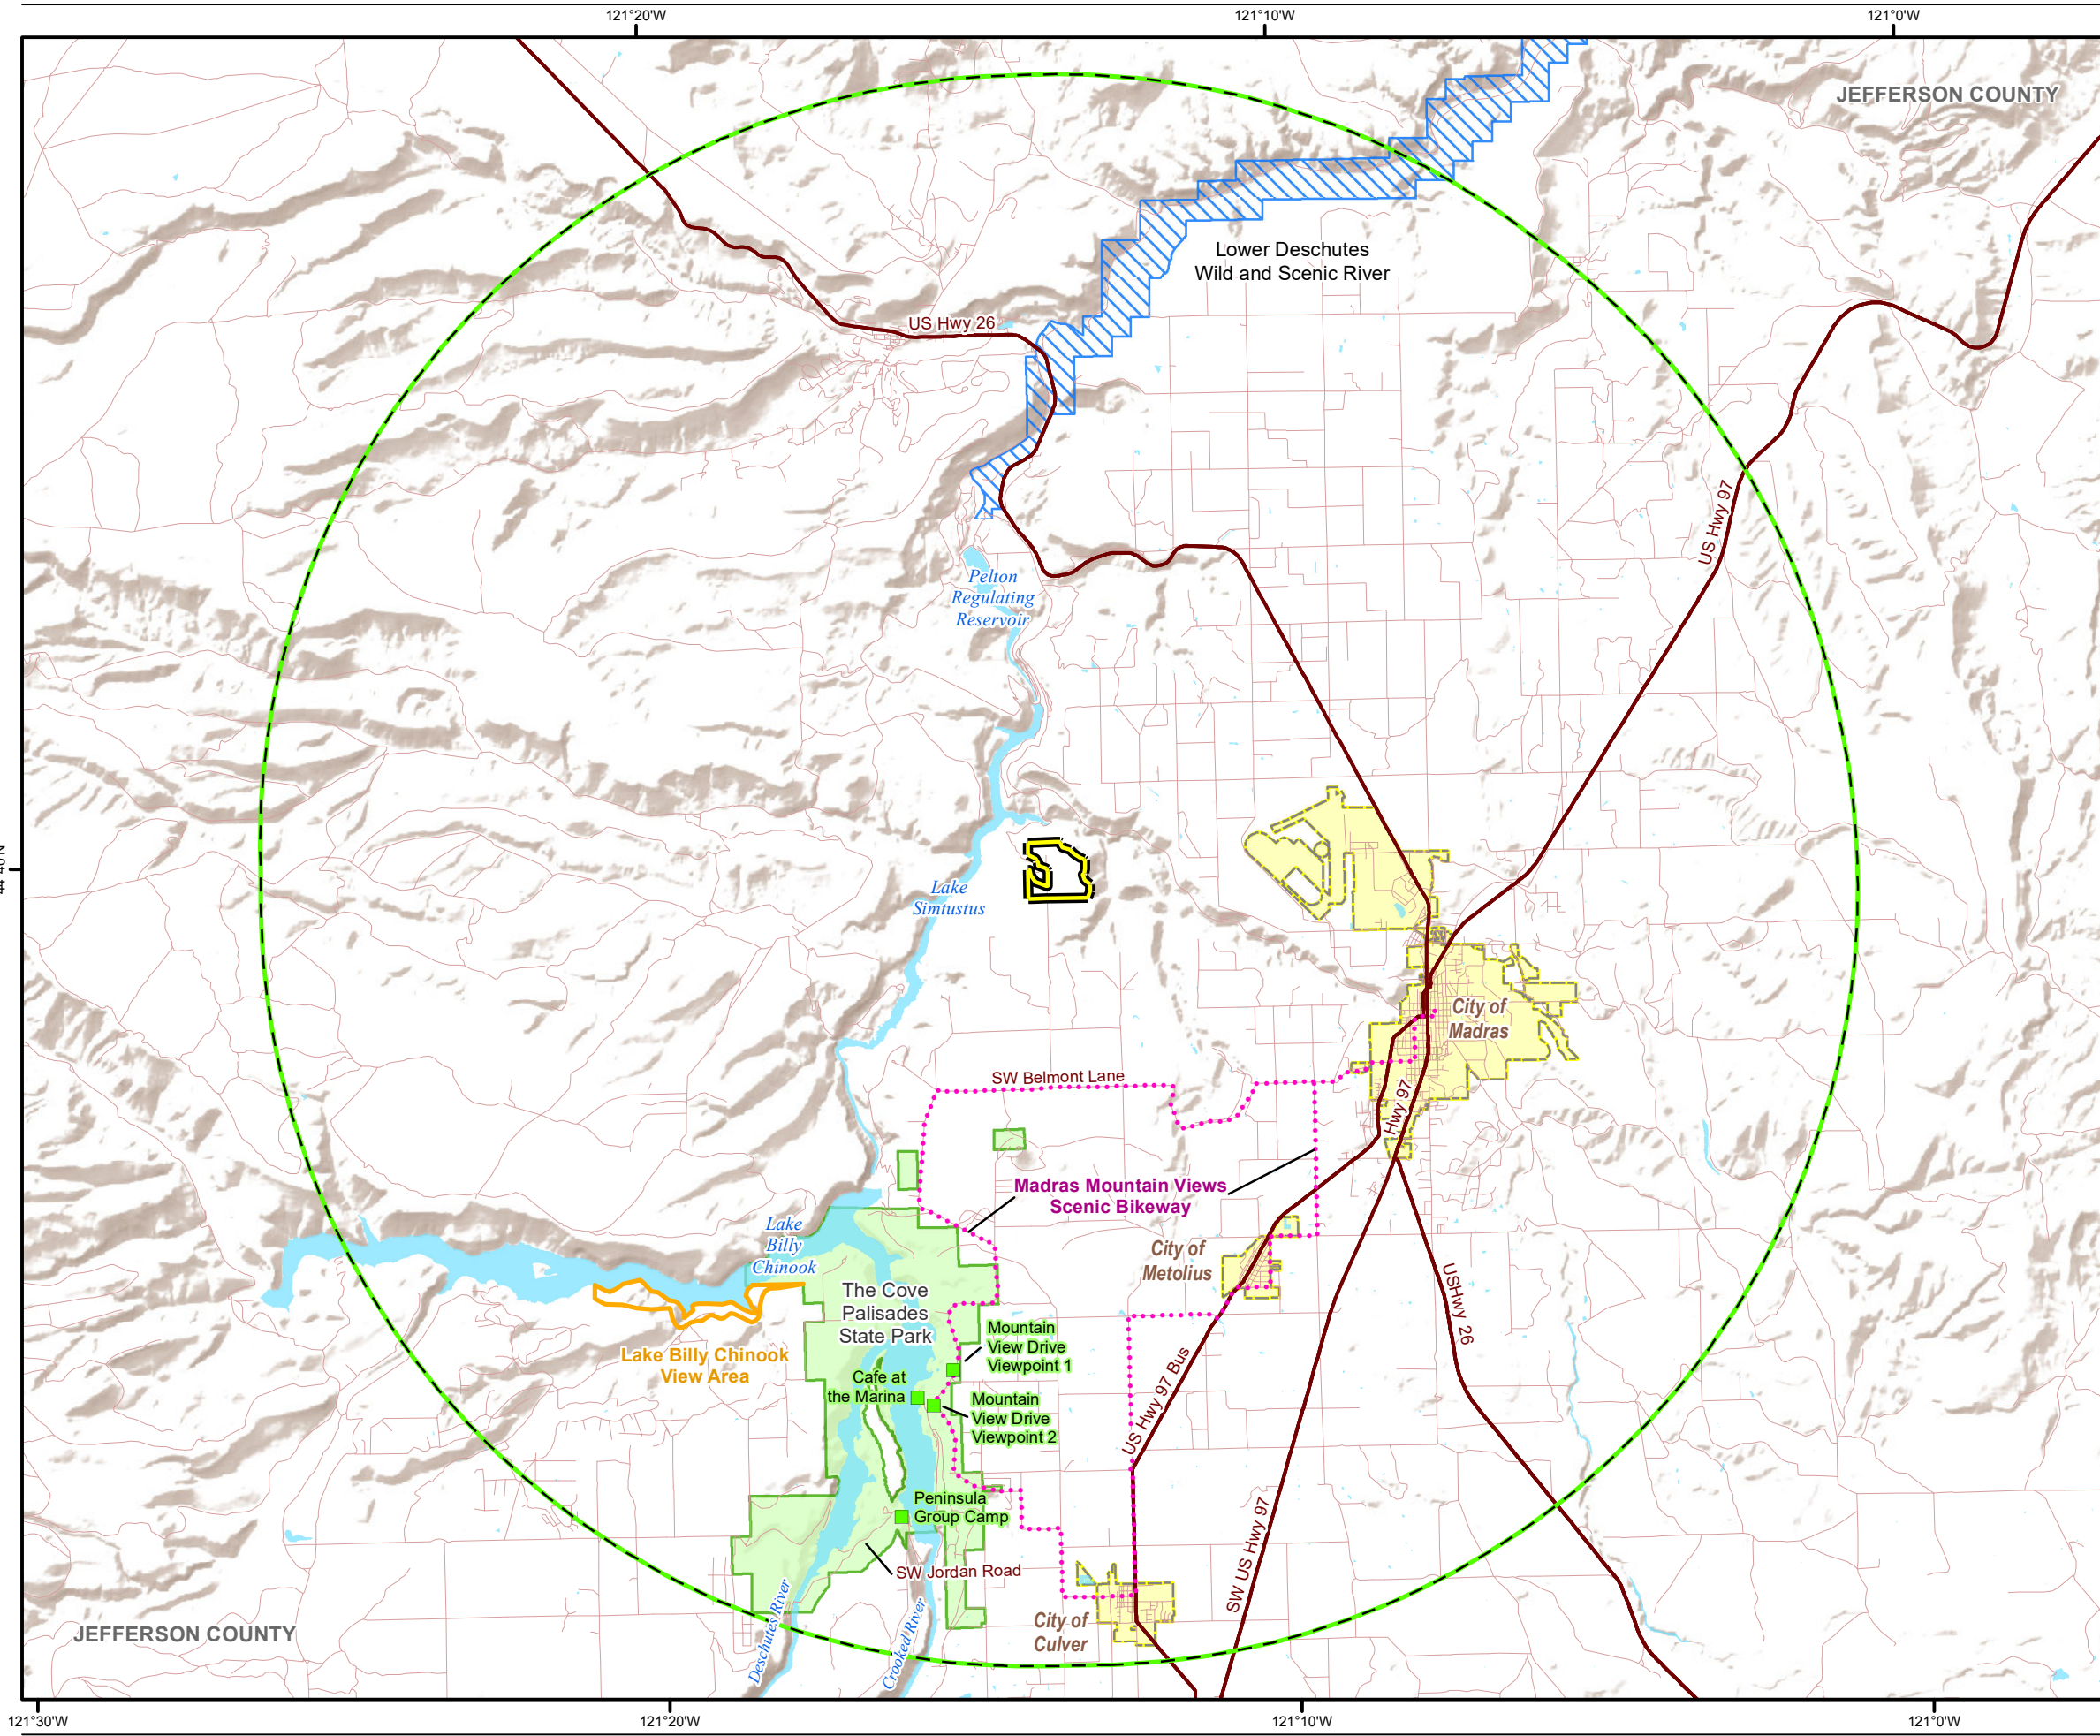 121°20'W
121°10'W
121°0'W
JEFFERSON COUNTY
Lower Deschutes
Wild and Scenic River
US Hwy 26
US Hwy 97
Pelton
Regulating
Reservoir
Lake
Simtustus
City of
Madras
SW Belmont Lane
Hwy 97
Madras Mountain Views
Scenic Bikeway
Lake
Billy
Chinook
City of
Metolius
The Cove
Palisades
State Park
USHwy 26
Mountain
View Drive
Viewpoint 1
Lake Billy Chinook
View Area
Cafe at
the Marina
US Hwy 97 Bus
Mountain
View Drive
Viewpoint 2
Peninsula
Group Camp
SW US Hwy 97
SW Jordan Road
Deschutes River
Crooked River
City of
Culver
JEFFERSON COUNTY
121°30'W
121°20'W
121°10'W
121°0'W